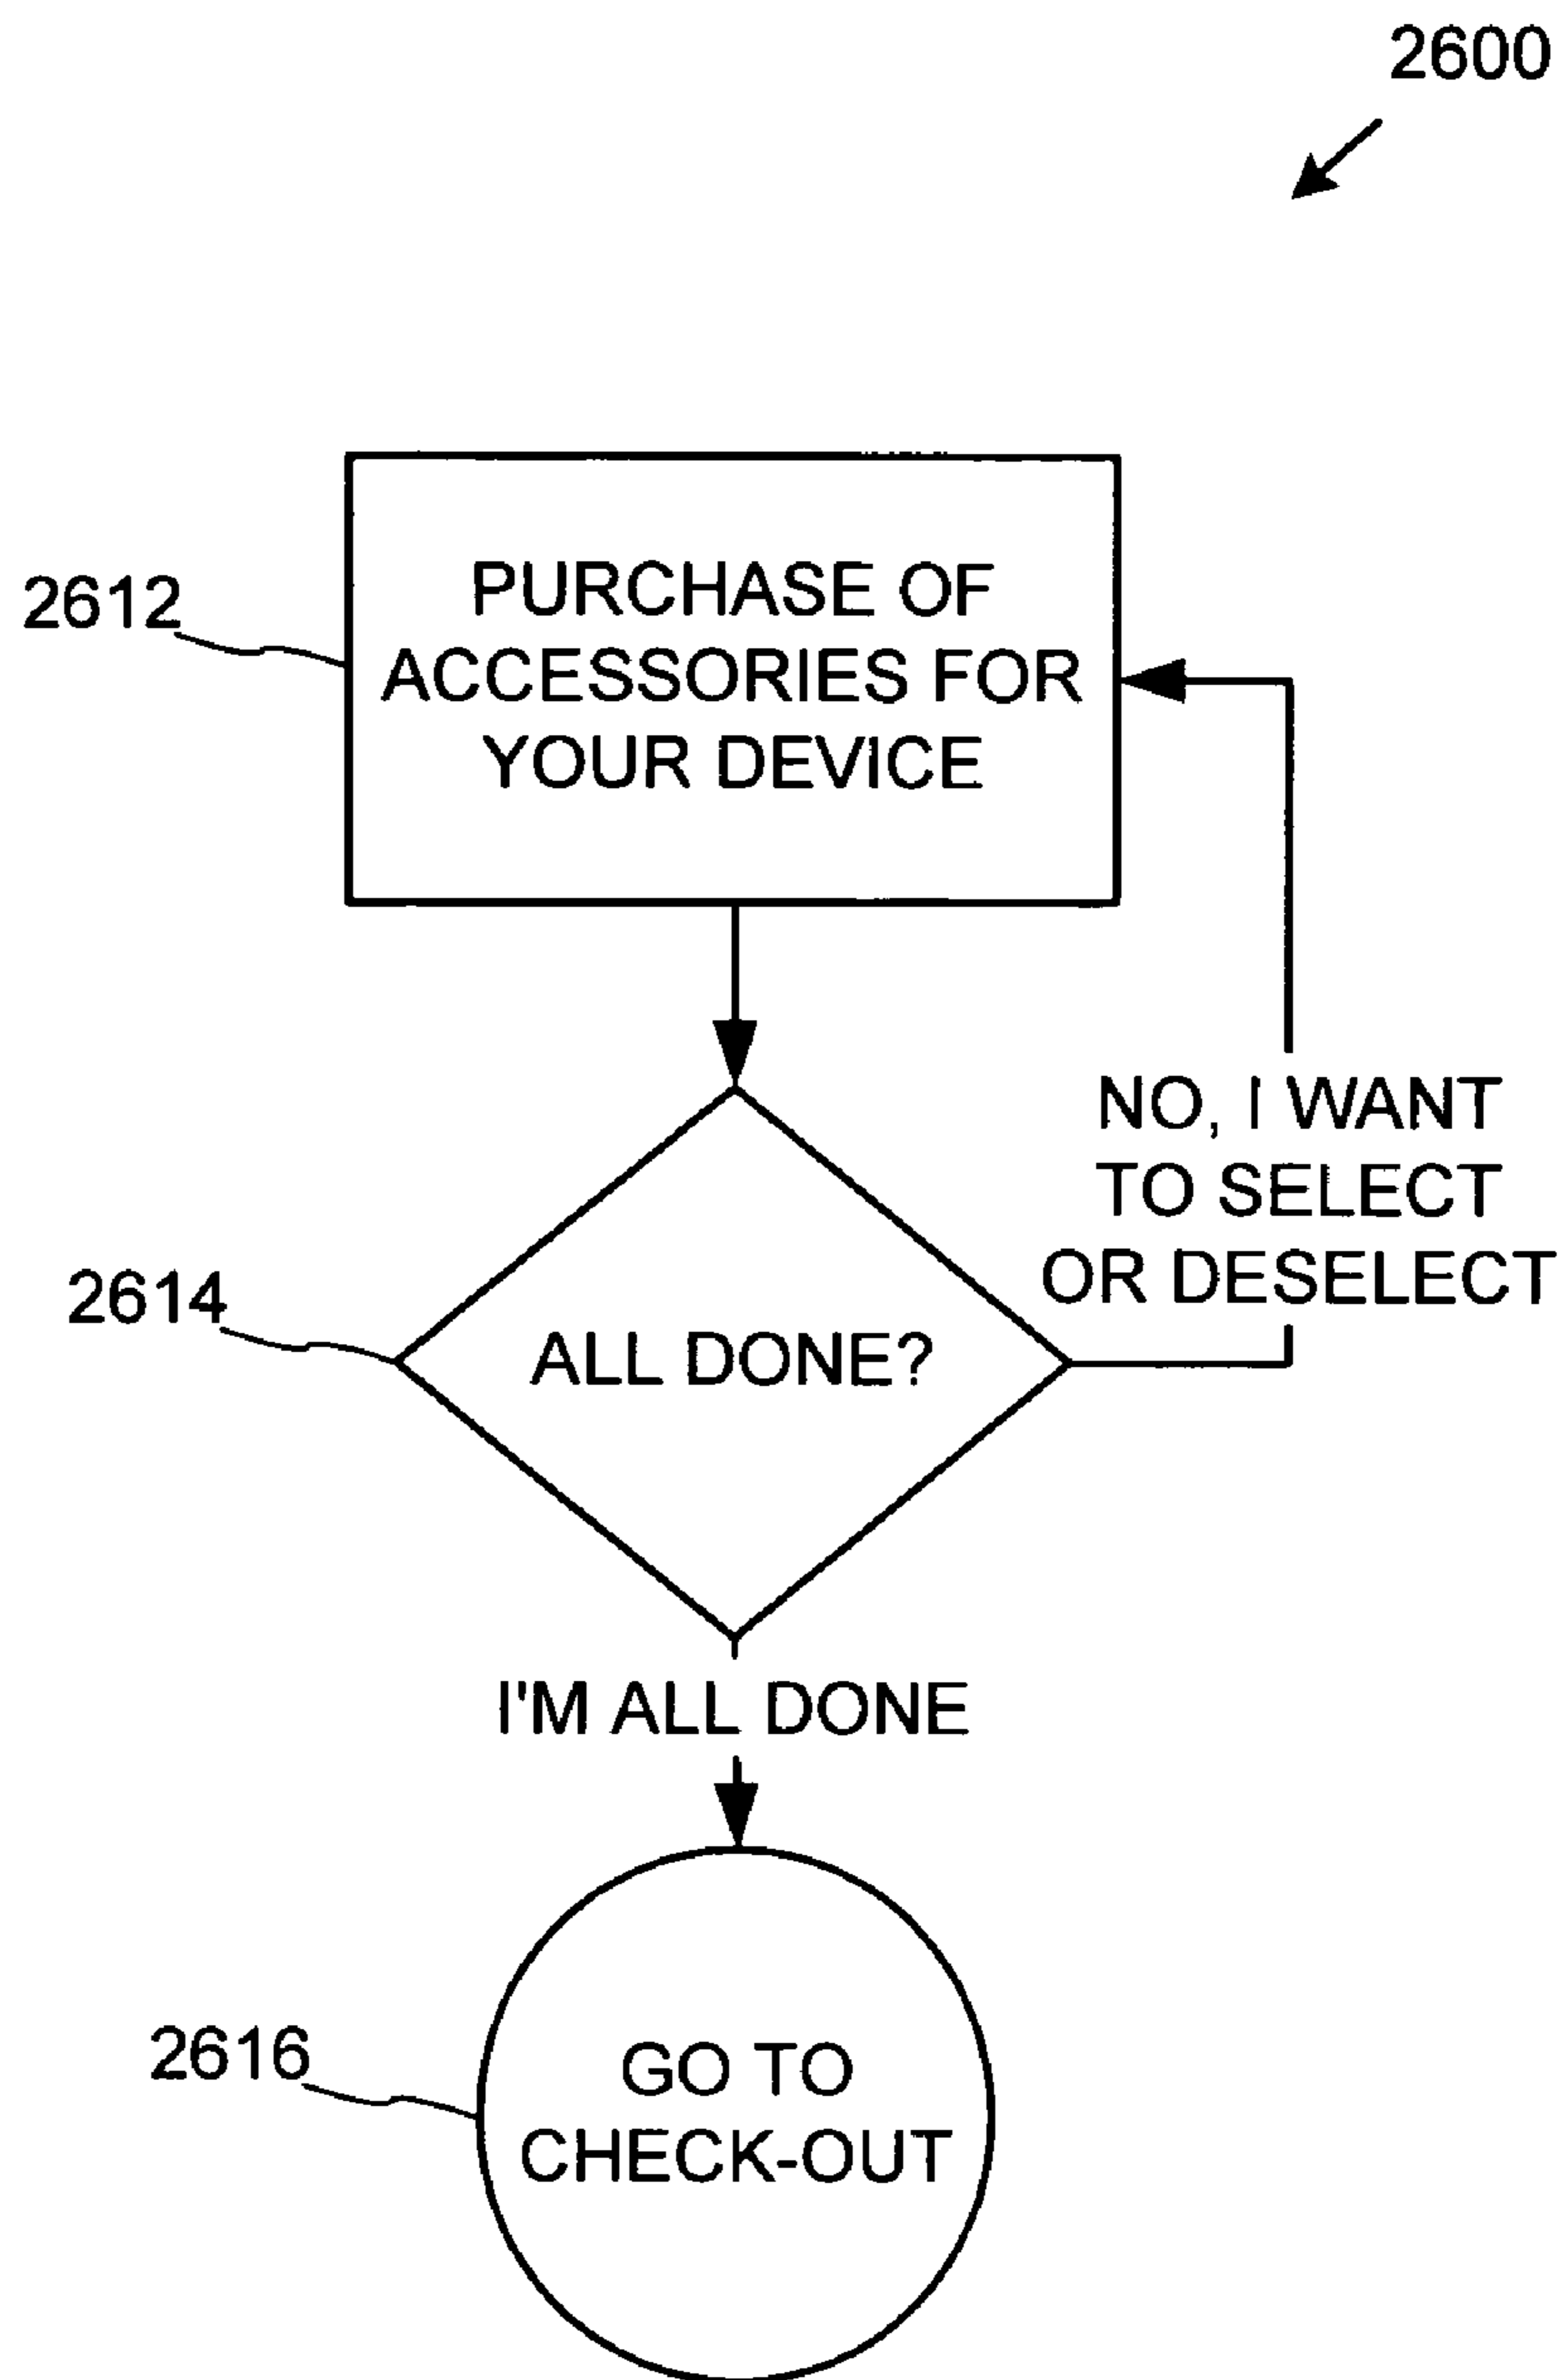 2600
2612
PURCHASE OF
ACCESSORIES FOR
YOUR DEVICE
NO, I WANT
TO SELECT
OR DESELECT
2614
ALL DONE?
I'M ALL DONE
2616
GO TO
CHECK-OUT